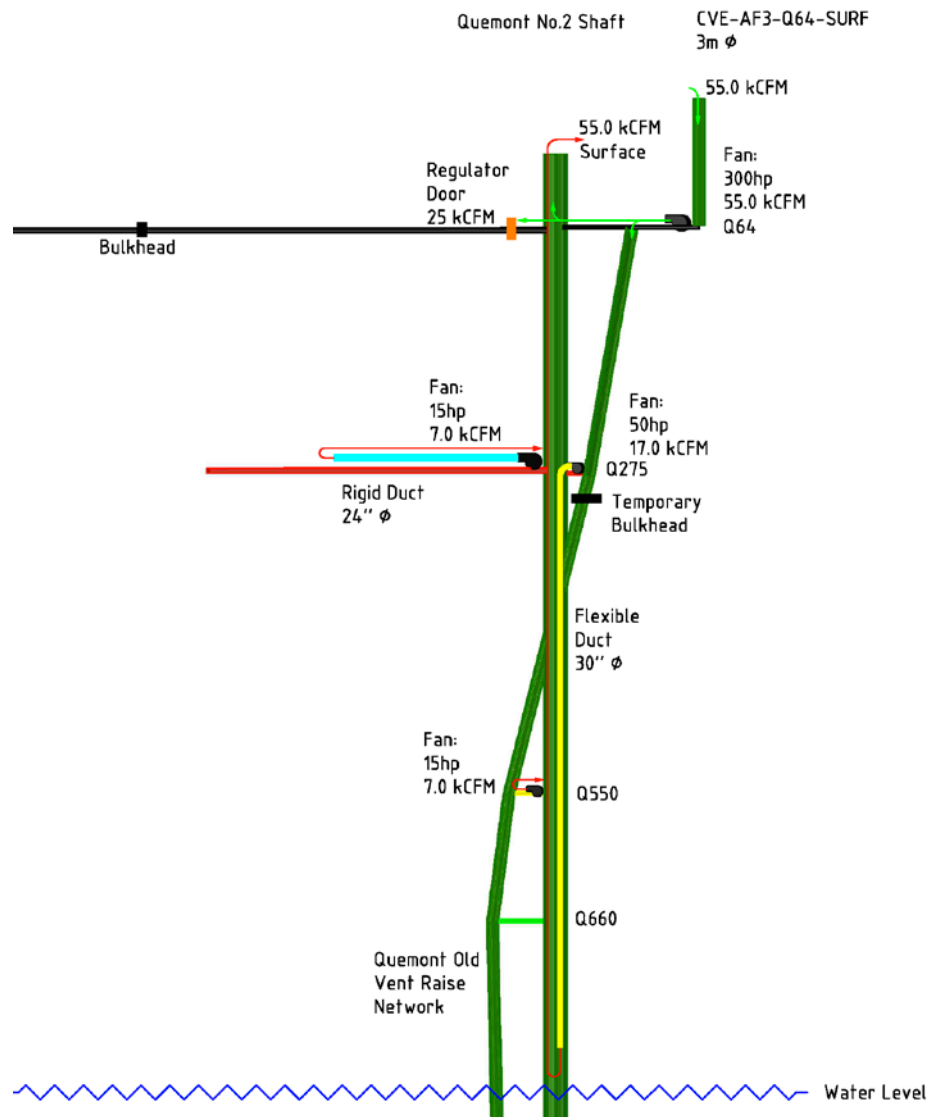 Quemont No.2 Shaft
CVE-AF3-Q64-SURF
3m ϕ
55.0 kCFM
55.0 kCFM
Surface
Fan:
300hp
55.0 kCFM
Q64
Regulator
Door
25 kCFM
Bulkhead
Fan:
15hp
7.0 kCFM
Fan:
50hp
17.0 kCFM
Q275
Rigid Duct
24'' ϕ
Temporary
Bulkhead
Flexible
Duct
30'' ϕ
Fan:
15hp
7.0 kCFM
Q550
Q660
Quemont Old
Vent Raise
Network
Water Level